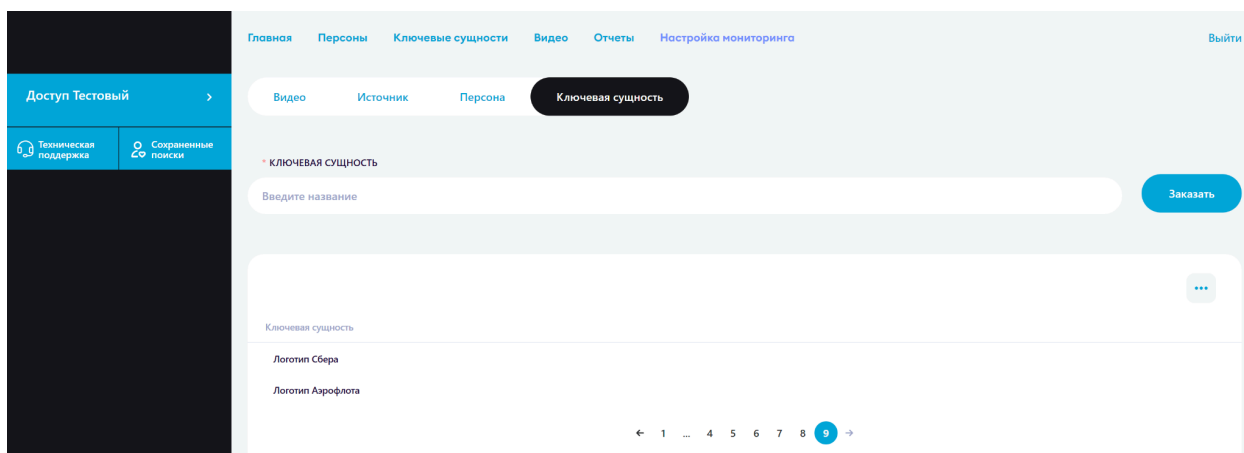 Главная Персоны Ключевые сущности Видео Отчеты Настройка мониторинга Выйти
Доступ Тестовый
Техническая поддержка
Сохраненные поиски
Видео Источник Персона Ключевая сущность
* КЛЮЧЕВАЯ СУЩНОСТЬ
Введите название
Заказать
Ключевая сущность
Логотип Сбера
Логотип Аэрофлота
← 1 ... 4 5 6 7 8 9 →